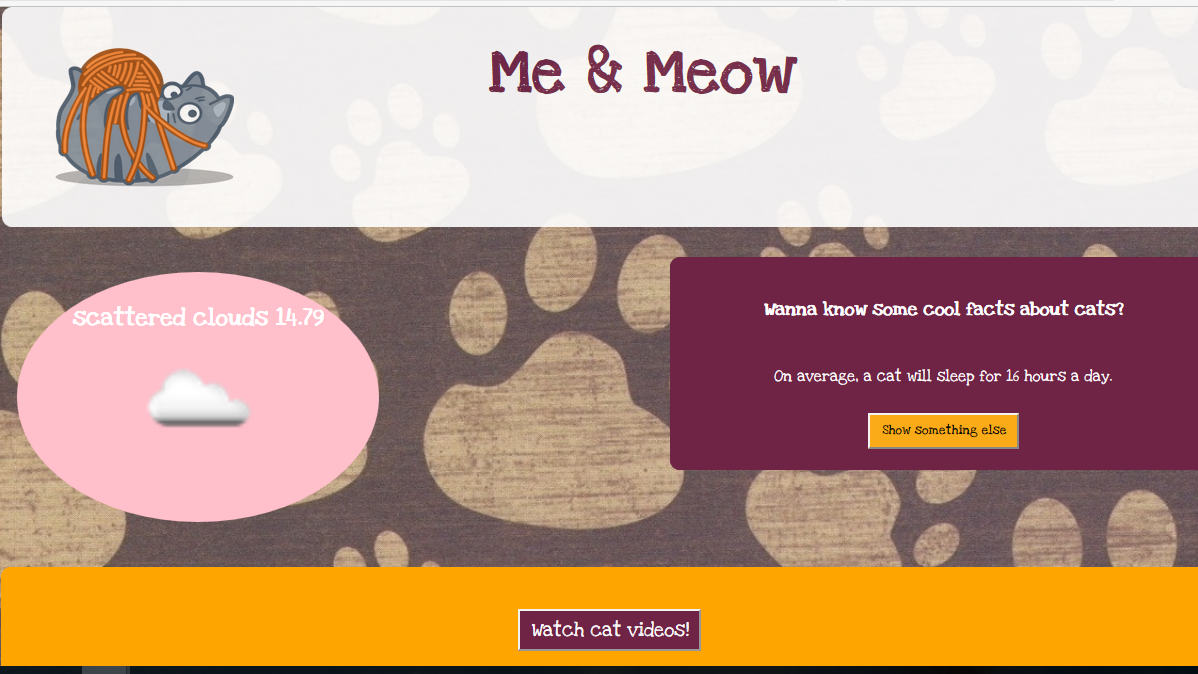 Me & Meow
scattered clouds 14.79
Wanna know some cool facts about cats?
On average, a cat will sleep for 16 hours a day.
Show something else
Watch cat videos!